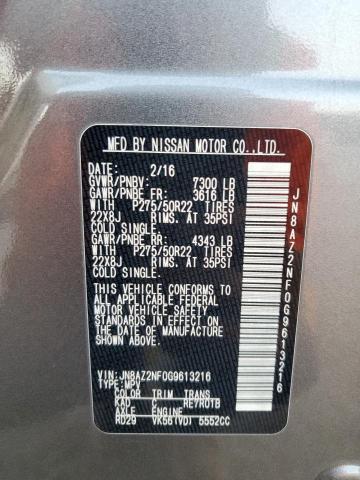 MFD BY NISSAN MOTOR CO.,LTD.
DATE: 2/16
GVWR/PNBV: 7300 LB
GAWR/PNBE FR: 3616 LB
WITH P275/50R22 TIRES
22X8J RIMS. AT 35PSI
COLD SINGLE.
GAWR/PNBE RR: 4343 LB
WITH P275/50R22 TIRES
22X8J RIMS. AT 35PSI
COLD SINGLE.
THIS VEHICLE CONFORMS TO
ALL APPLICABLE FEDERAL
MOTOR VEHICLE SAFETY
STANDARDS IN EFFECT ON THE
DATE OF MANUFACTURE
SHOWN ABOVE.
VIN:JN8AZ2NF0G9613216
TYPE:MPV
COLOR TRIM TRANS
KAD C RE7R01B
AXLE ENGINE
RD29 VK56(VD) 5552CC
JN8AZ2NF0G9613216